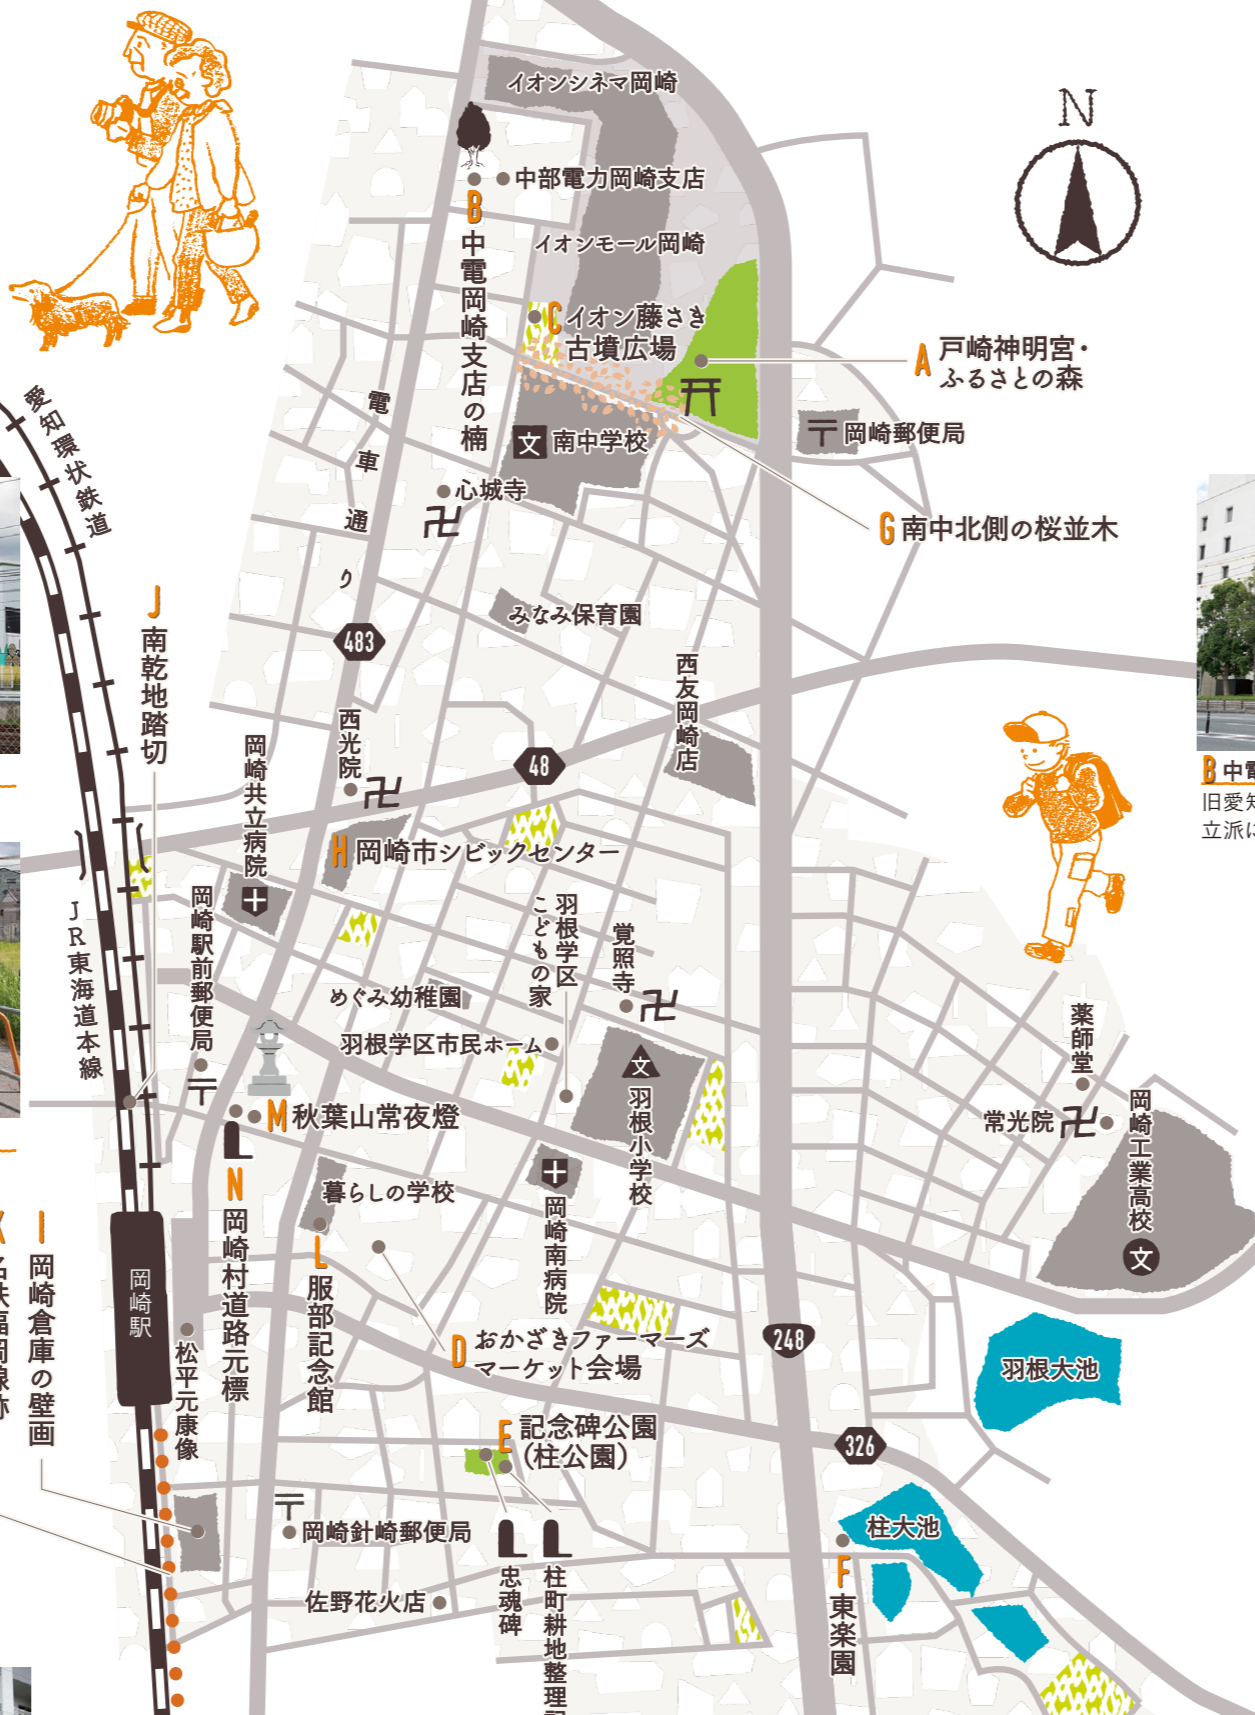 イオンシネマ岡崎
N
中部電力岡崎支店
B 中電岡崎支店の楠
イオンモール岡崎
C イオン藤さき
古墳広場
A 戸崎神明宮・
ふるさとの森
岡崎郵便局
南中学校
文
心城寺
G 南中北側の桜並木
電車通り
愛知環状鉄道
みなみ保育園
483
J 南乾地踏切
西友岡崎店
西光院
48
岡崎共立病院
H 岡崎市シビックセンター
B 中電
旧愛知
立派に
岡崎駅前郵便局
JR東海道本線
羽根学区
こどもの家
覚照寺
めぐみ幼稚園
羽根学区市民ホーム
文
羽根小学校
薬師堂
常光院
岡崎工業高校
文
M 秋葉山常夜燈
N 岡崎村道路元標
暮らしの学校
L 服部記念館
岡崎南病院
I 岡崎倉庫の壁画
岡崎駅
松平元康像
D おかざきファーマーズ
マーケット会場
248
羽根大池
E 記念碑公園
(柱公園)
326
岡崎針崎郵便局
柱大池
F 東楽園
佐野花火店
忠魂碑
柱町耕地整理